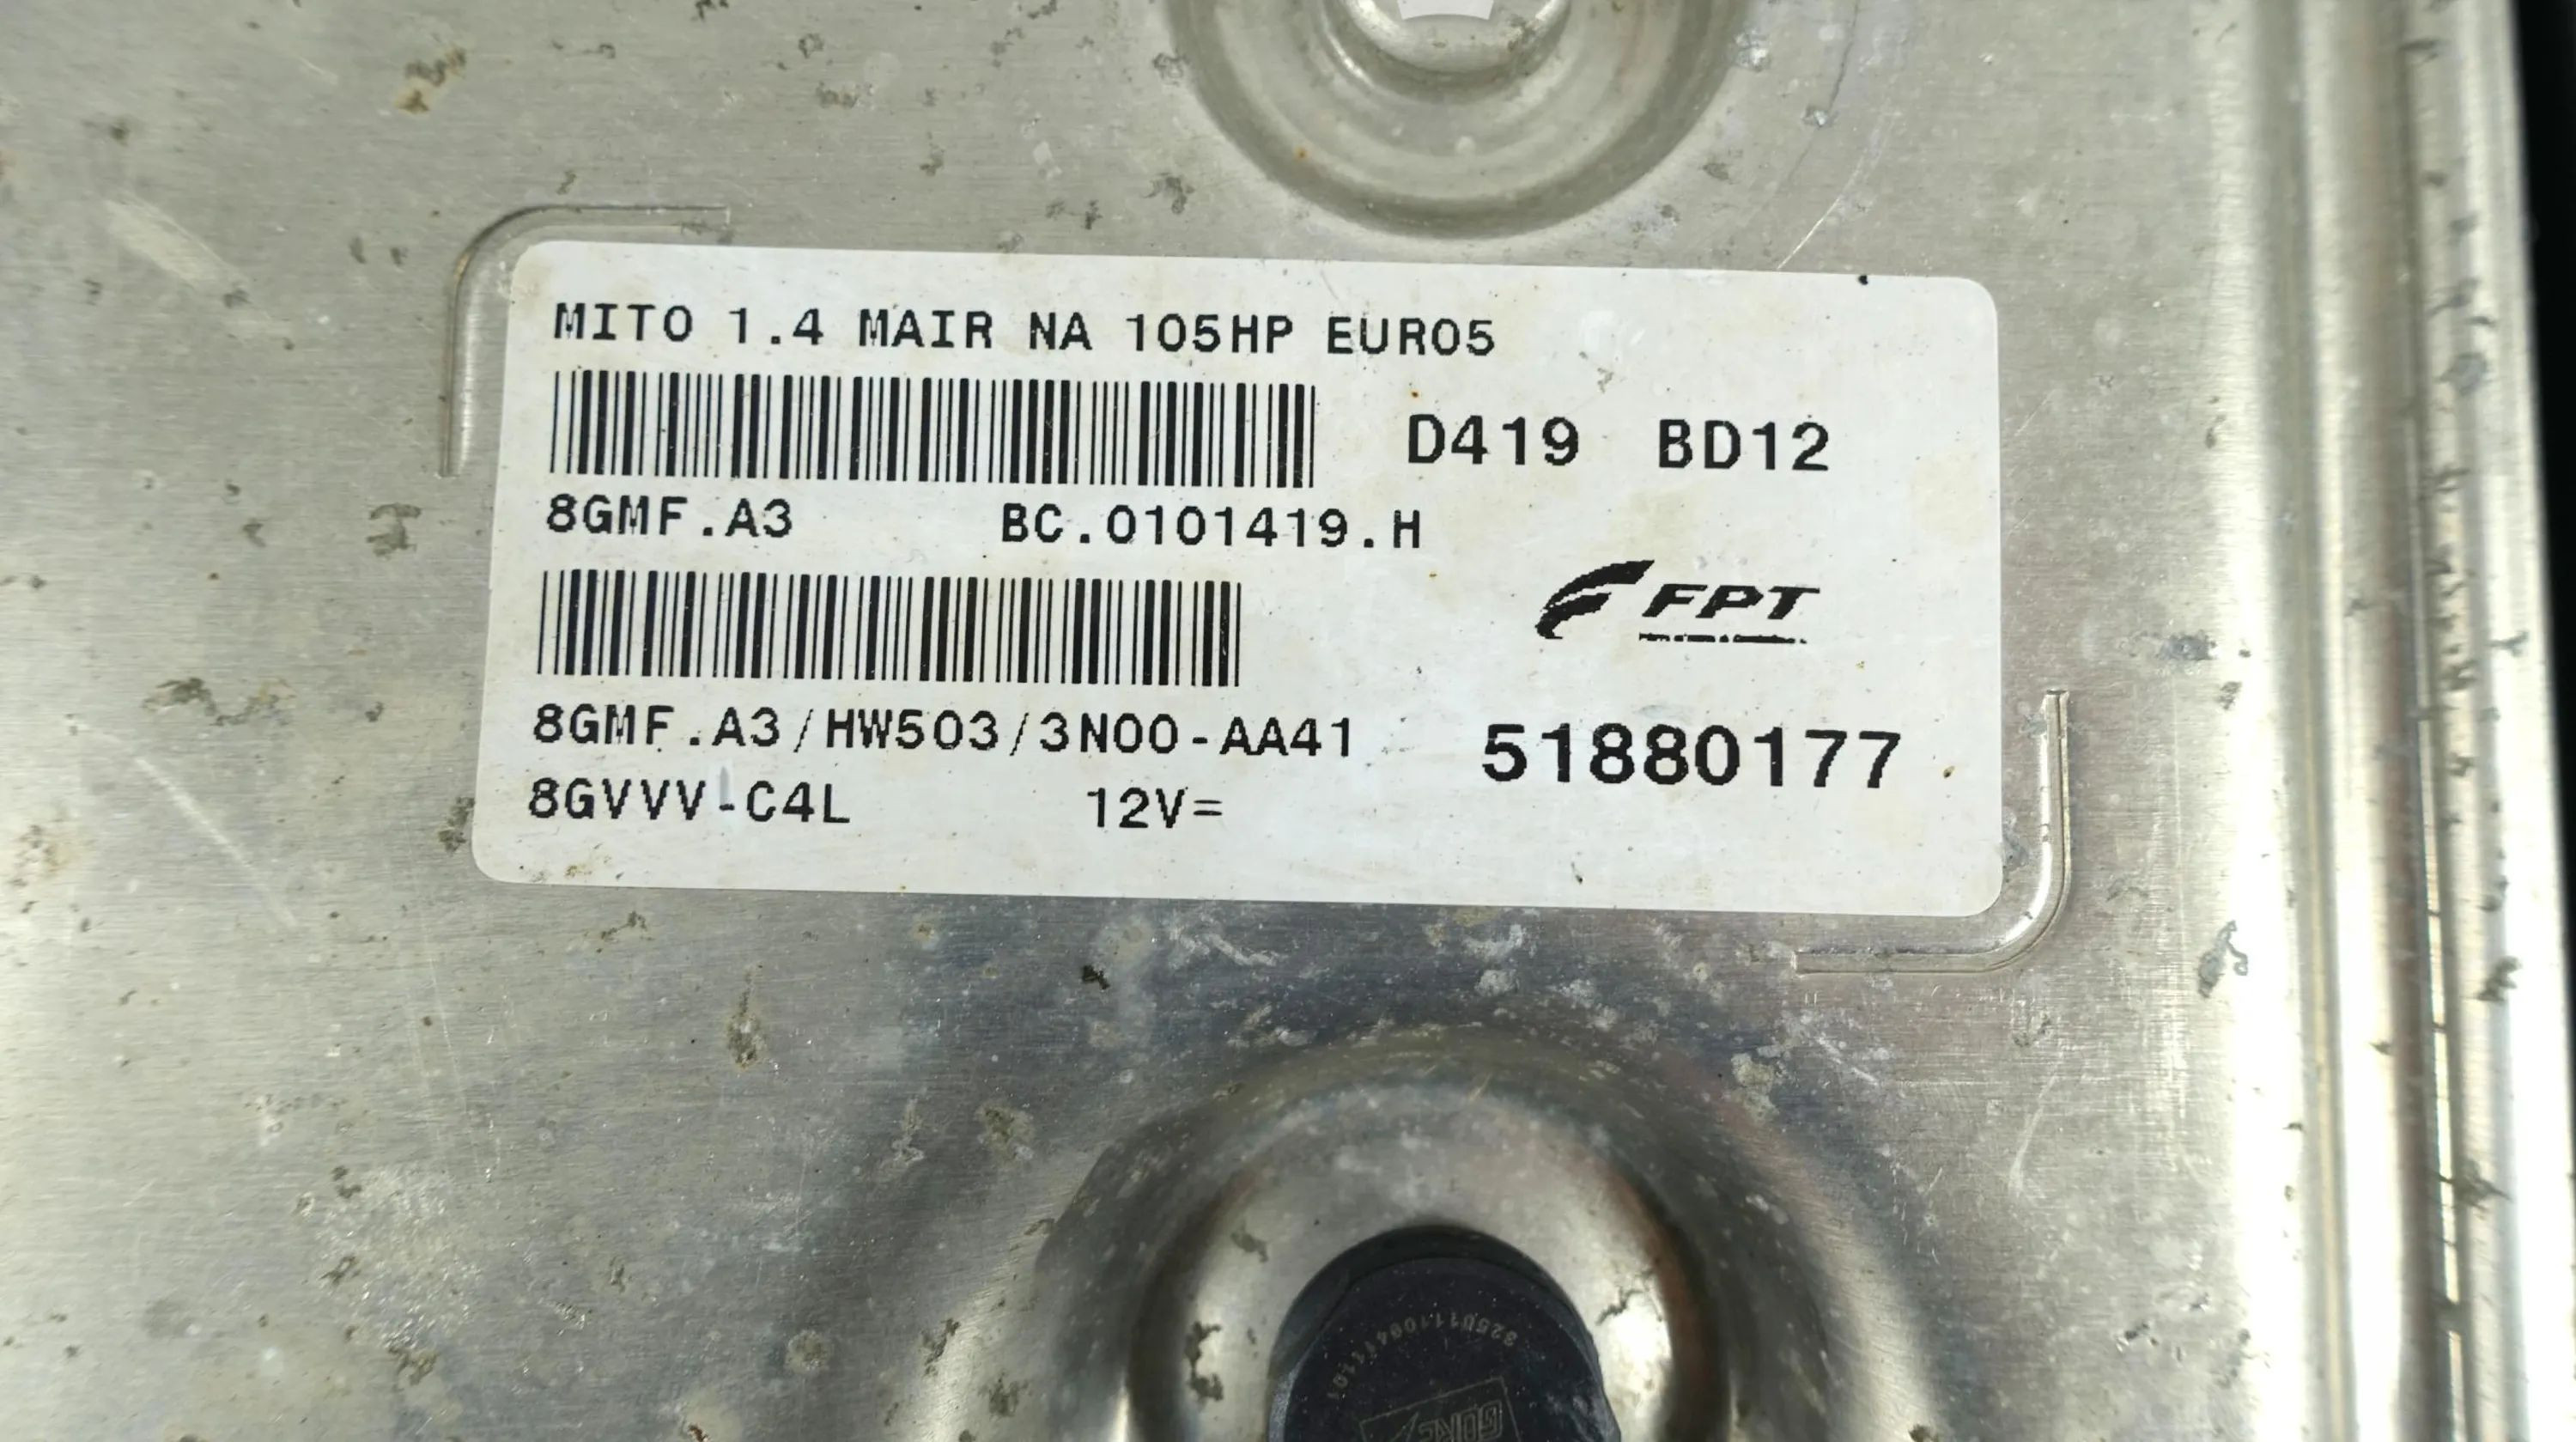 MITO 1.4 MAIR NA 105HP EURO5
D419 BD12
8GMF.A3 BC.0101419.H
FPT
8GMF.A3/HW503/3N00-AA41
51880177
8GVVV-C4L 12V=
GORE